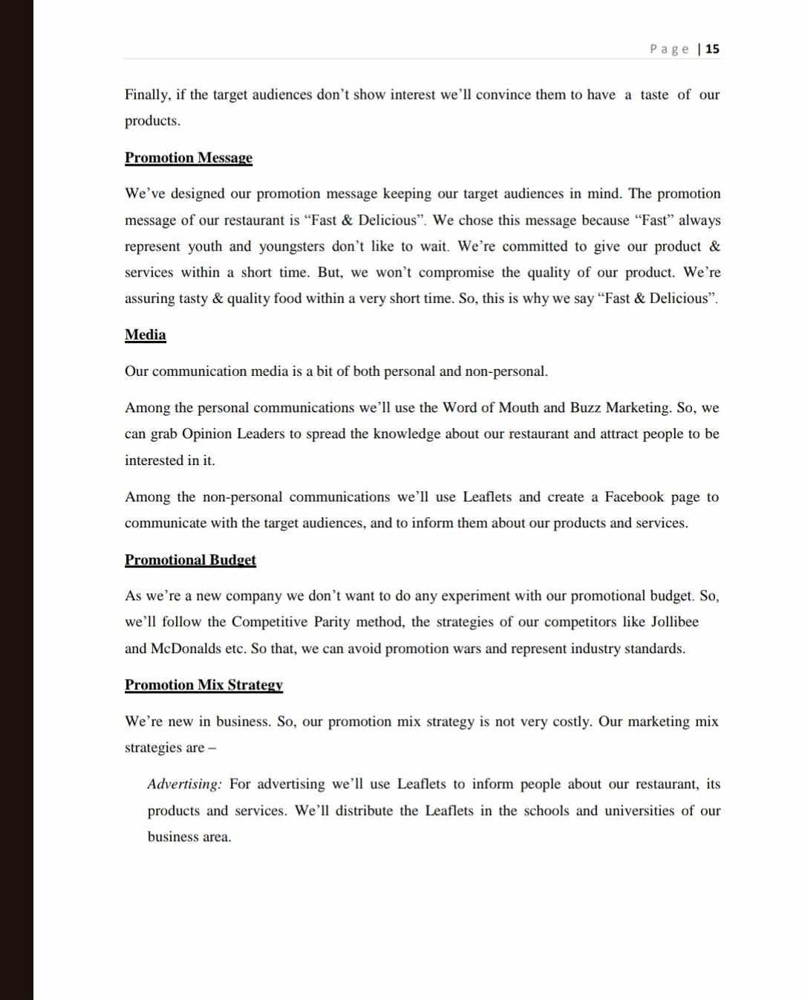 Page | 15
Finally, if the target audiences don’t show interest we’ll convince them to have a taste of our
products.
Promotion Message
We’ve designed our promotion message keeping our target audiences in mind. The promotion
message of our restaurant is “Fast & Delicious”. We chose this message because “Fast” always
represent youth and youngsters don’t like to wait. We’re committed to give our product &
services within a short time. But, we won’t compromise the quality of our product. We’re
assuring tasty & quality food within a very short time. So, this is why we say “Fast & Delicious”.
Media
Our communication media is a bit of both personal and non-personal.
Among the personal communications we’ll use the Word of Mouth and Buzz Marketing. So, we
can grab Opinion Leaders to spread the knowledge about our restaurant and attract people to be
interested in it.
Among the non-personal communications we’ll use Leaflets and create a Facebook page to
communicate with the target audiences, and to inform them about our products and services.
Promotional Budget
As we’re a new company we don’t want to do any experiment with our promotional budget. So,
we’ll follow the Competitive Parity method, the strategies of our competitors like Jollibee
and McDonalds etc. So that, we can avoid promotion wars and represent industry standards.
Promotion Mix Strategy
We’re new in business. So, our promotion mix strategy is not very costly. Our marketing mix
strategies are –
Advertising: For advertising we’ll use Leaflets to inform people about our restaurant, its
products and services. We’ll distribute the Leaflets in the schools and universities of our
business area.